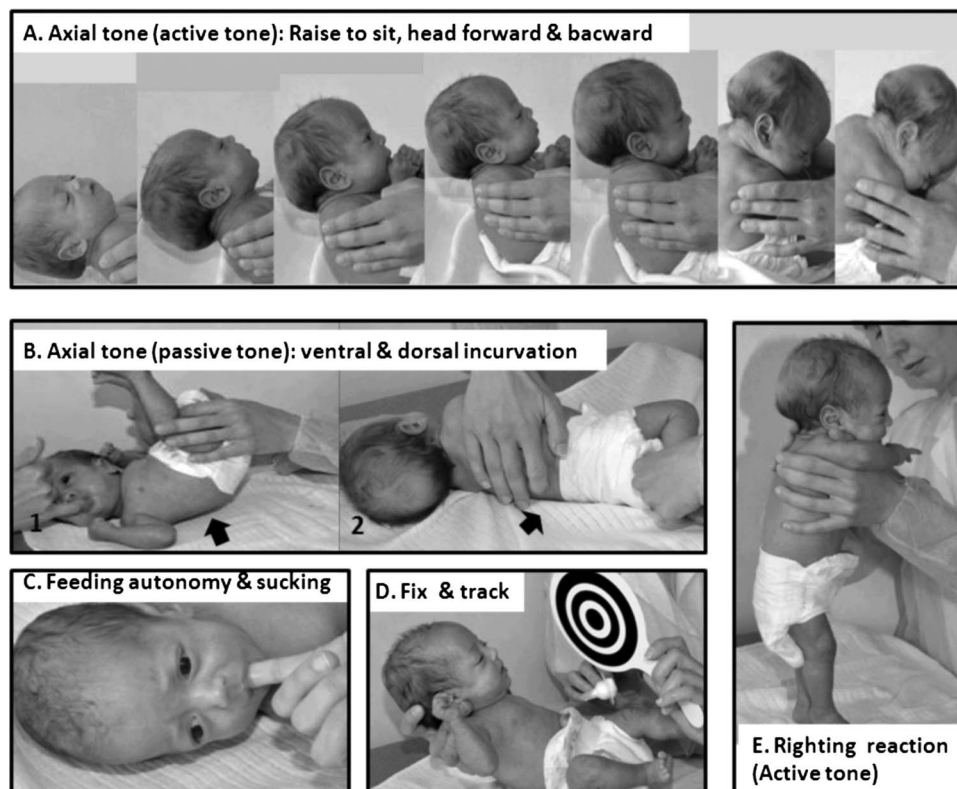 A. Axial tone (active tone): Raise to sit, head forward & bacward
B. Axial tone (passive tone): ventral & dorsal incurvation
1
2
C. Feeding autonomy & sucking
D. Fix & track
E. Righting reaction
(Active tone)